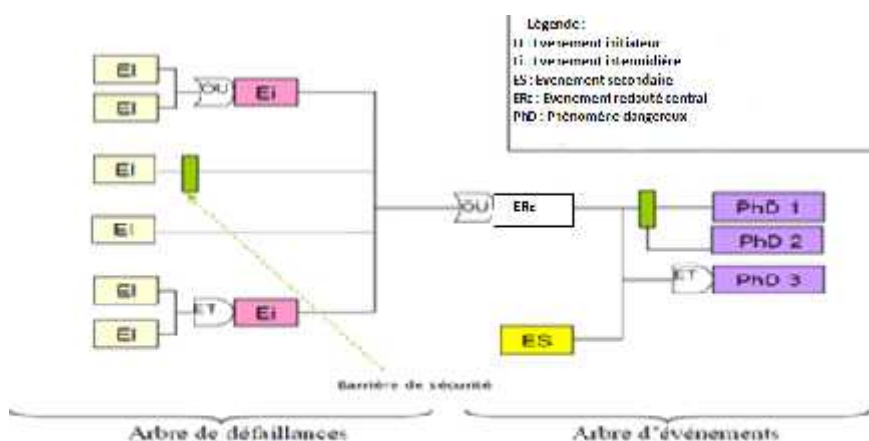 Légende :
EI : Evenement initiateur
Ei : Evenement intermidière
ES : Evenement secondaire
ERc : Evenement redouté central
PhD : Phénomène dangereux
EI
EI
OU
Ei
EI
EI
EI
EI
ET
Ei
OU
ERc
PhD 1
PhD 2
ET
PhD 3
ES
Barrière de sécurité
Arbre de défaillances
Arbre d'événements